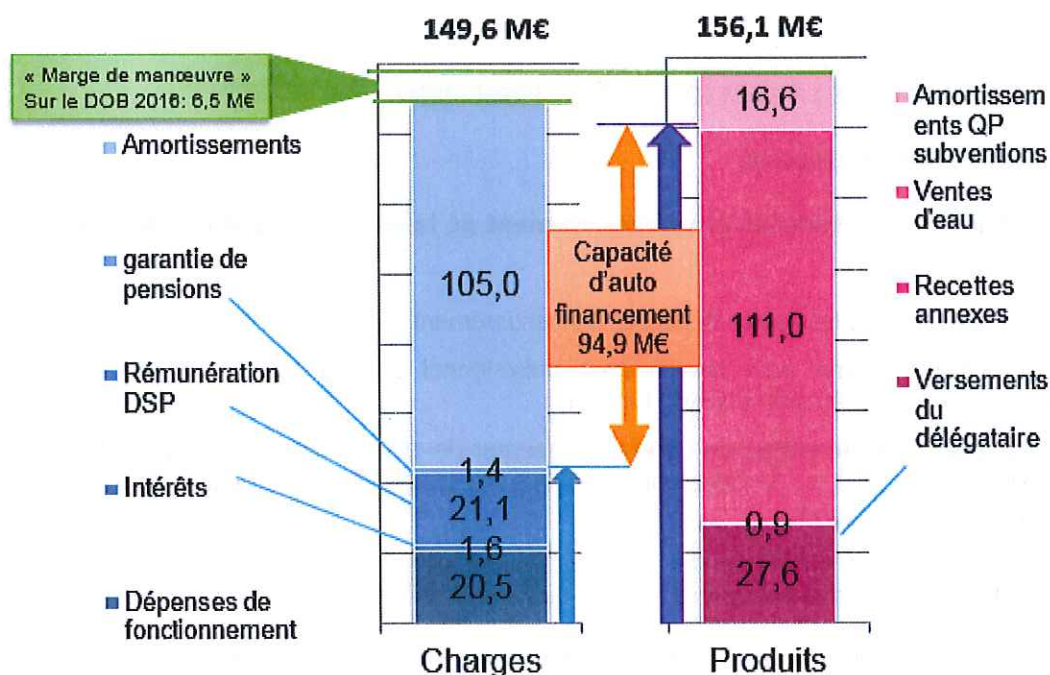 149,6 M€
156,1 M€
« Marge de manœuvre »
Sur le DOB 2016: 6,5 M€
Amortissements
garantie de
pensions
Rémunération
DSP
Intérêts
Dépenses de
fonctionnement
105,0
1,4
21,1
1,6
20,5
Charges
Capacité
d'auto
financement
94,9 M€
16,6
111,0
0,9
27,6
Produits
Amortissem
ents QP
subventions
Ventes
d'eau
Recettes
annexes
Versements
du
délégataire